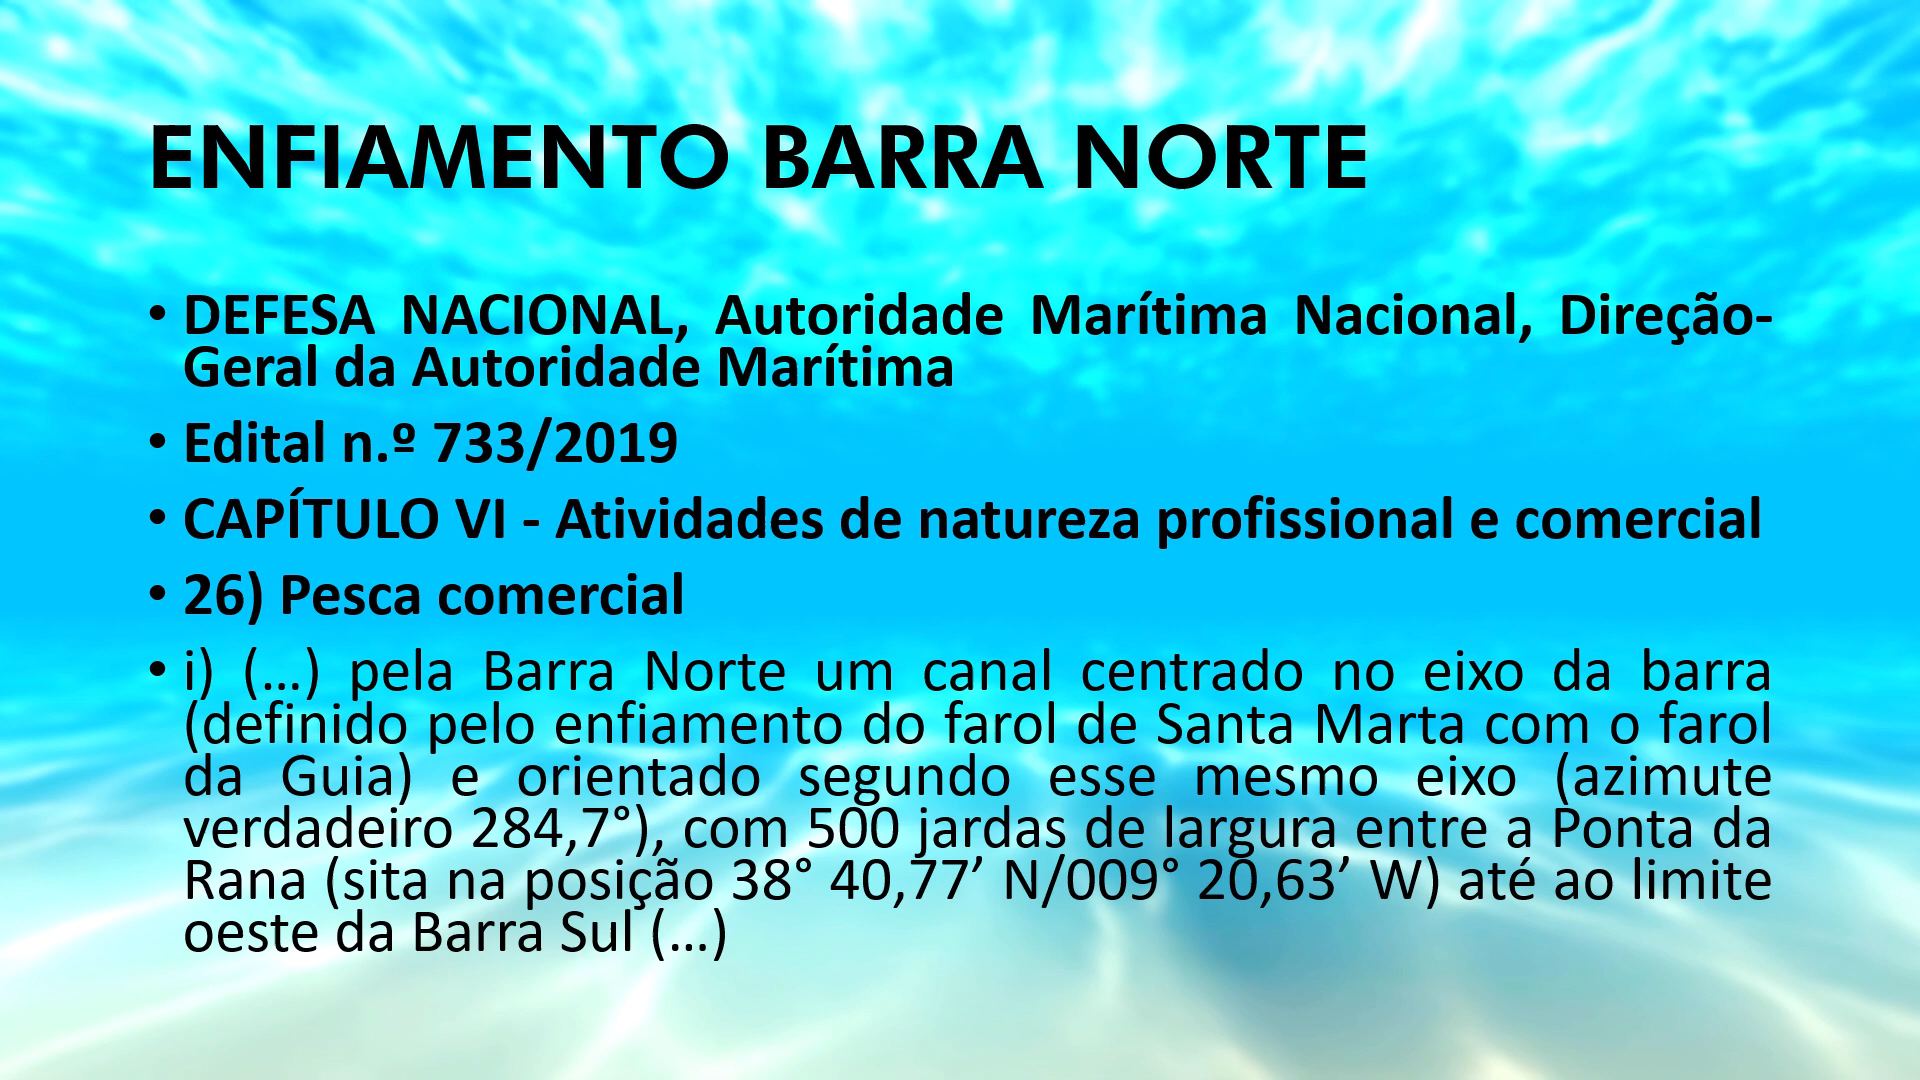 ENFIAMENTO BARRA NORTE
• DEFESA NACIONAL, Autoridade Marítima Nacional, Direção-
Geral da Autoridade Marítima
• Edital n.º 733/2019
• CAPÍTULO VI - Atividades de natureza profissional e comercial
• 26) Pesca comercial
• i) (…) pela Barra Norte um canal centrado no eixo da barra
(definido pelo enfiamento do farol de Santa Marta com o farol
da Guia) e orientado segundo esse mesmo eixo (azimute
verdadeiro 284,7°), com 500 jardas de largura entre a Ponta da
Rana (sita na posição 38° 40,77’ N/009° 20,63’ W) até ao limite
oeste da Barra Sul (…)